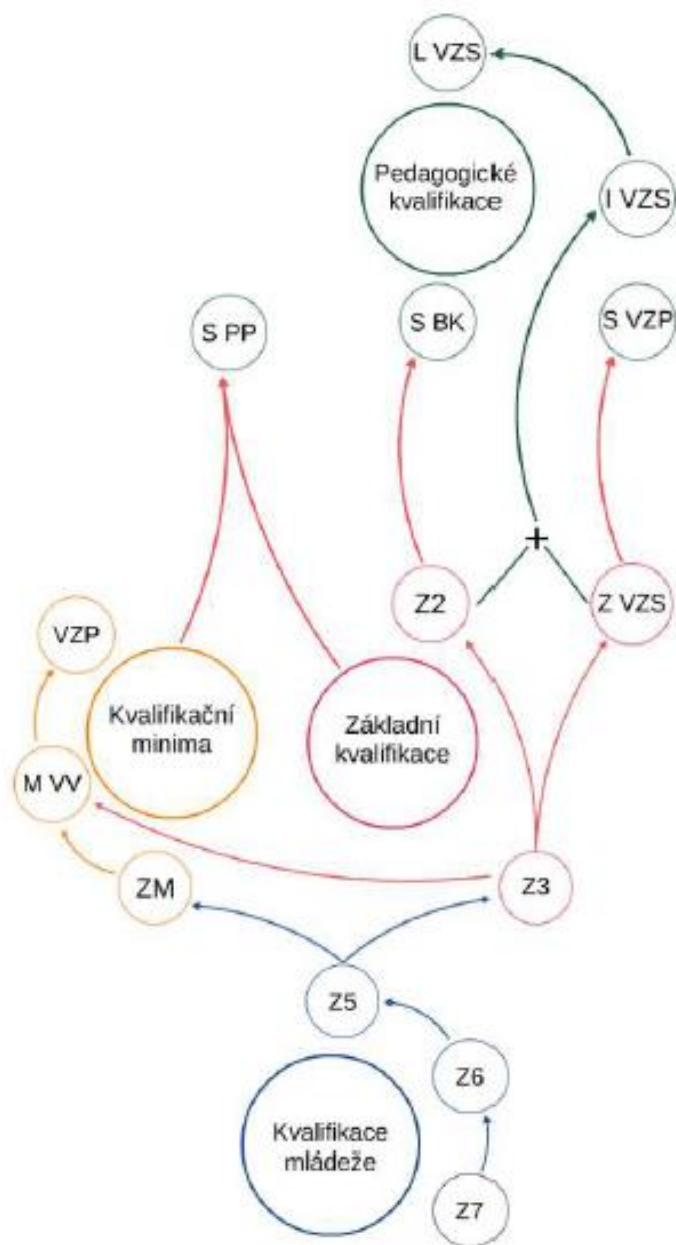 L VZS
Pedagogické
kvalifikace
I VZS
S PP
S BK
S VZP
+
Z2
Z VZS
VZP
Kvalifikační
minima
Základní
kvalifikace
M VV
ZM
Z3
Z5
Z6
Kvalifikace
mládeže
Z7